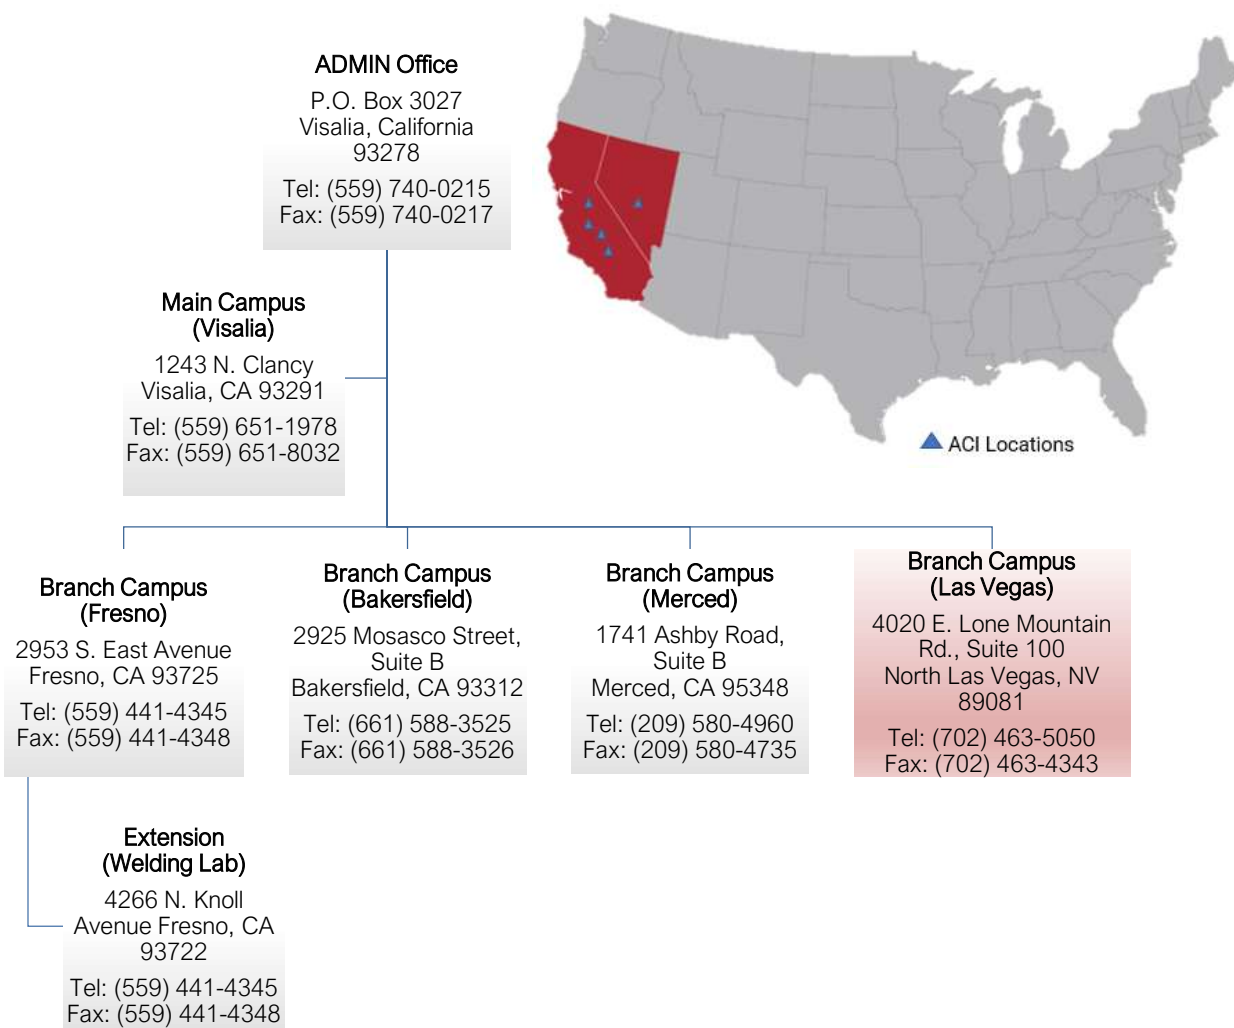 ADMIN Office
P.O. Box 3027
Visalia, California
93278
Tel: (559) 740-0215
Fax: (559) 740-0217
ACI Locations
Main Campus
(Visalia)
1243 N. Clancy
Visalia, CA 93291
Tel: (559) 651-1978
Fax: (559) 651-8032
Branch Campus
(Fresno)
2953 S. East Avenue
Fresno, CA 93725
Tel: (559) 441-4345
Fax: (559) 441-4348
Branch Campus
(Bakersfield)
2925 Mosasco Street,
Suite B
Bakersfield, CA 93312
Tel: (661) 588-3525
Fax: (661) 588-3526
Branch Campus
(Merced)
1741 Ashby Road,
Suite B
Merced, CA 95348
Tel: (209) 580-4960
Fax: (209) 580-4735
Branch Campus
(Las Vegas)
4020 E. Lone Mountain
Rd., Suite 100
North Las Vegas, NV
89081
Tel: (702) 463-5050
Fax: (702) 463-4343
Extension
(Welding Lab)
4266 N. Knoll
Avenue Fresno, CA
93722
Tel: (559) 441-4345
Fax: (559) 441-4348